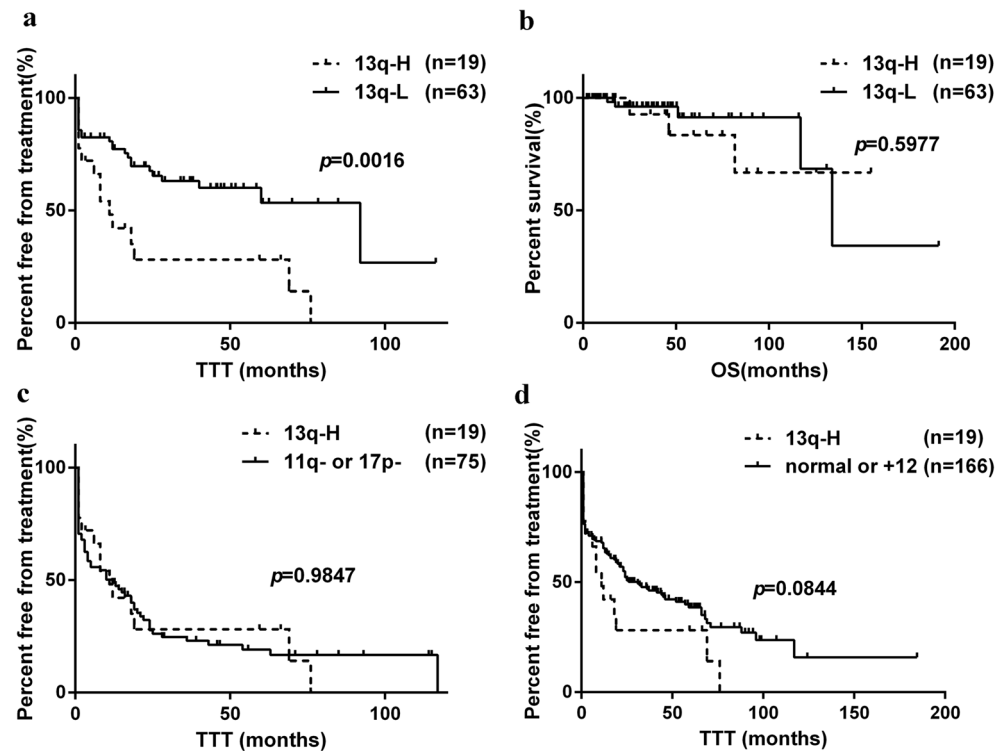 a
13q-H (n=19)
13q-L (n=63)
Percent free from treatment(%)
100
50
0
p=0.0016
0 50 100
TTT (months)
b
13q-H (n=19)
13q-L (n=63)
Percent survival(%)
100
50
0
p=0.5977
0 50 100 150 200
OS(months)
c
13q-H (n=19)
11q- or 17p- (n=75)
Percent free from treatment(%)
100
50
0
p=0.9847
0 50 100
TTT (months)
d
13q-H (n=19)
normal or +12 (n=166)
Percent free from treatment(%)
100
50
0
p=0.0844
0 50 100 150 200
TTT (months)